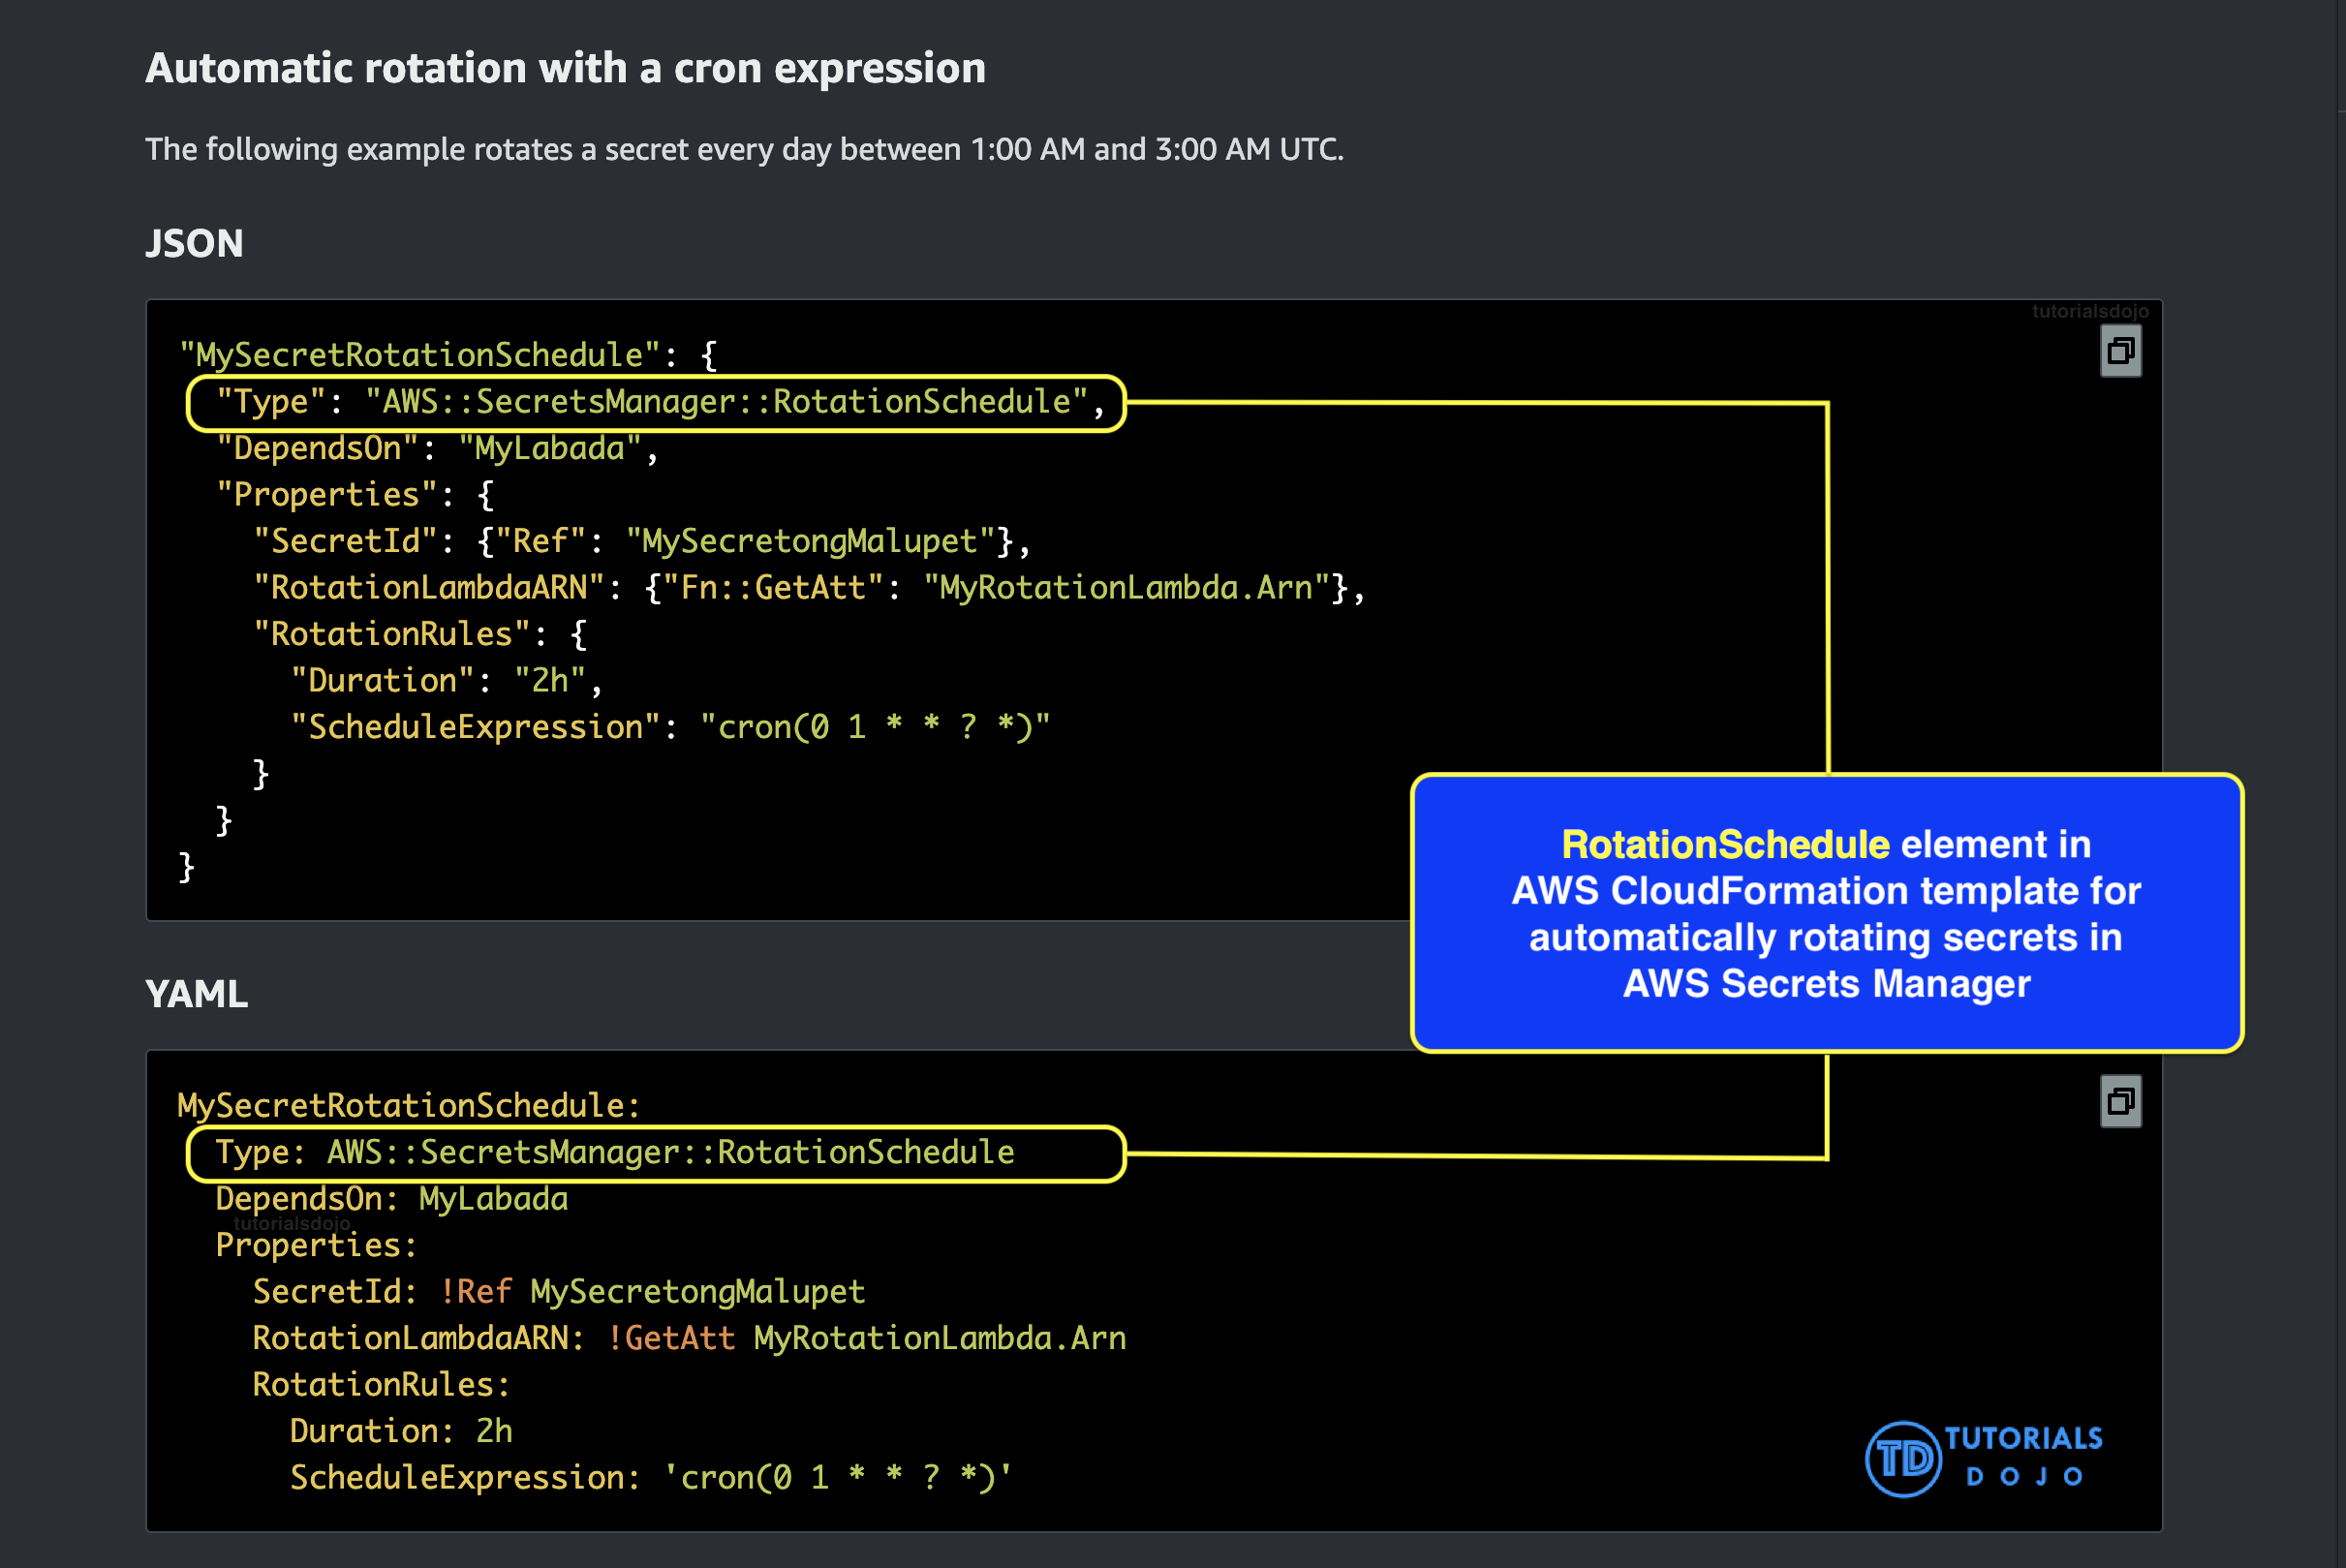 Automatic rotation with a cron expression
The following example rotates a secret every day between 1:00 AM and 3:00 AM UTC.
JSON
tutorialsdojo
"MySecretRotationSchedule": {
  "Type": "AWS::SecretsManager::RotationSchedule",
  "DependsOn": "MyLabada",
  "Properties": {
    "SecretId": {"Ref": "MySecretongMalupet"},
    "RotationLambdaARN": {"Fn::GetAtt": "MyRotationLambda.Arn"},
    "RotationRules": {
      "Duration": "2h",
      "ScheduleExpression": "cron(0 1 * * ? *)"
    }
  }
}
RotationSchedule element in
AWS CloudFormation template for
automatically rotating secrets in
AWS Secrets Manager
YAML
MySecretRotationSchedule:
  Type: AWS::SecretsManager::RotationSchedule
  DependsOn: MyLabada
tutorialsdojo
  Properties:
    SecretId: !Ref MySecretongMalupet
    RotationLambdaARN: !GetAtt MyRotationLambda.Arn
    RotationRules:
      Duration: 2h
      ScheduleExpression: 'cron(0 1 * * ? *)'
TD
TUTORIALS
DOJO